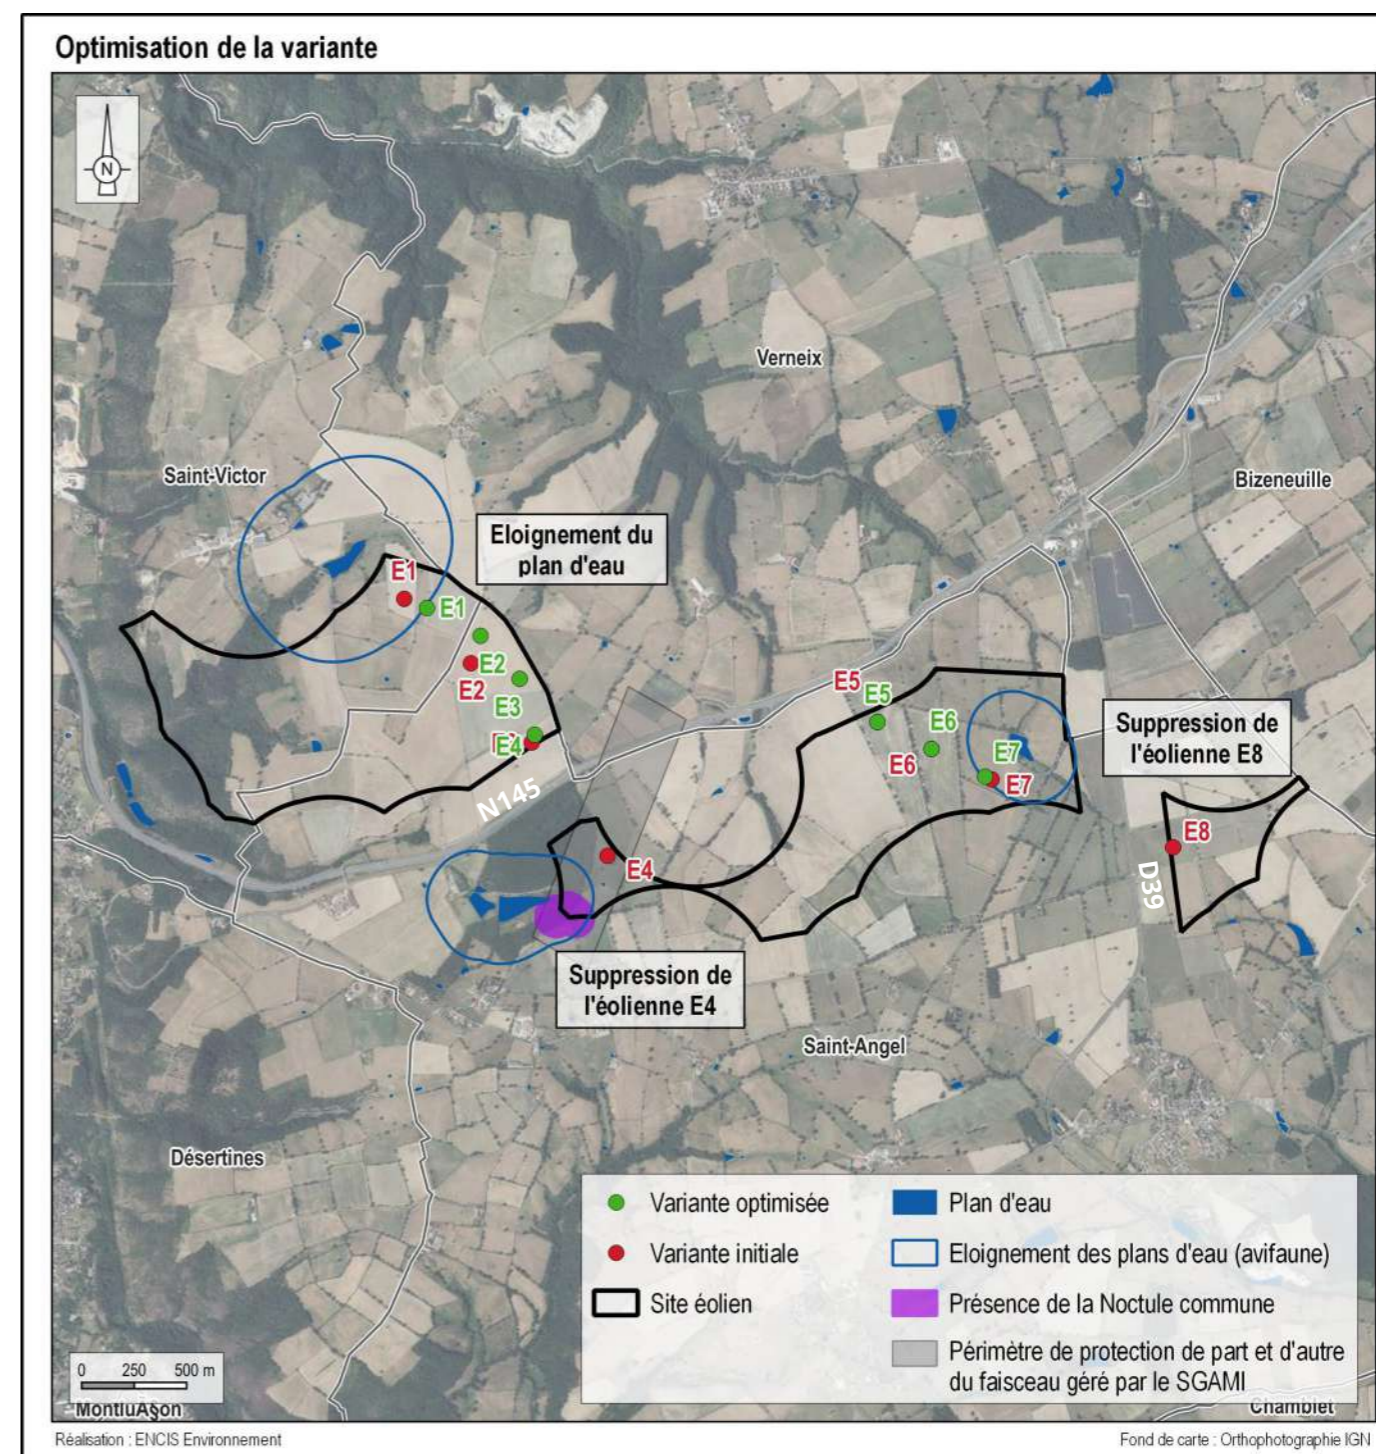 Optimisation de la variante
N
Verneix
Saint-Victor
Bizeneuille
Eloignement du
plan d'eau
E1
E1
E2
E2
E3
E4
E5
E5
E6
E6
E7
E7
Suppression de
l'éolienne E8
E8
D39
N145
E4
Suppression de
l'éolienne E4
Saint-Angel
Désertines
Variante optimisée
Variante initiale
Site éolien
Plan d'eau
Eloignement des plans d'eau (avifaune)
Présence de la Noctule commune
Périmètre de protection de part et d'autre
du faisceau géré par le SGAMI
0 250 500 m
MontluÃ§on
Chamblet
Réalisation : ENCIS Environnement
Fond de carte : Orthophotographie IGN